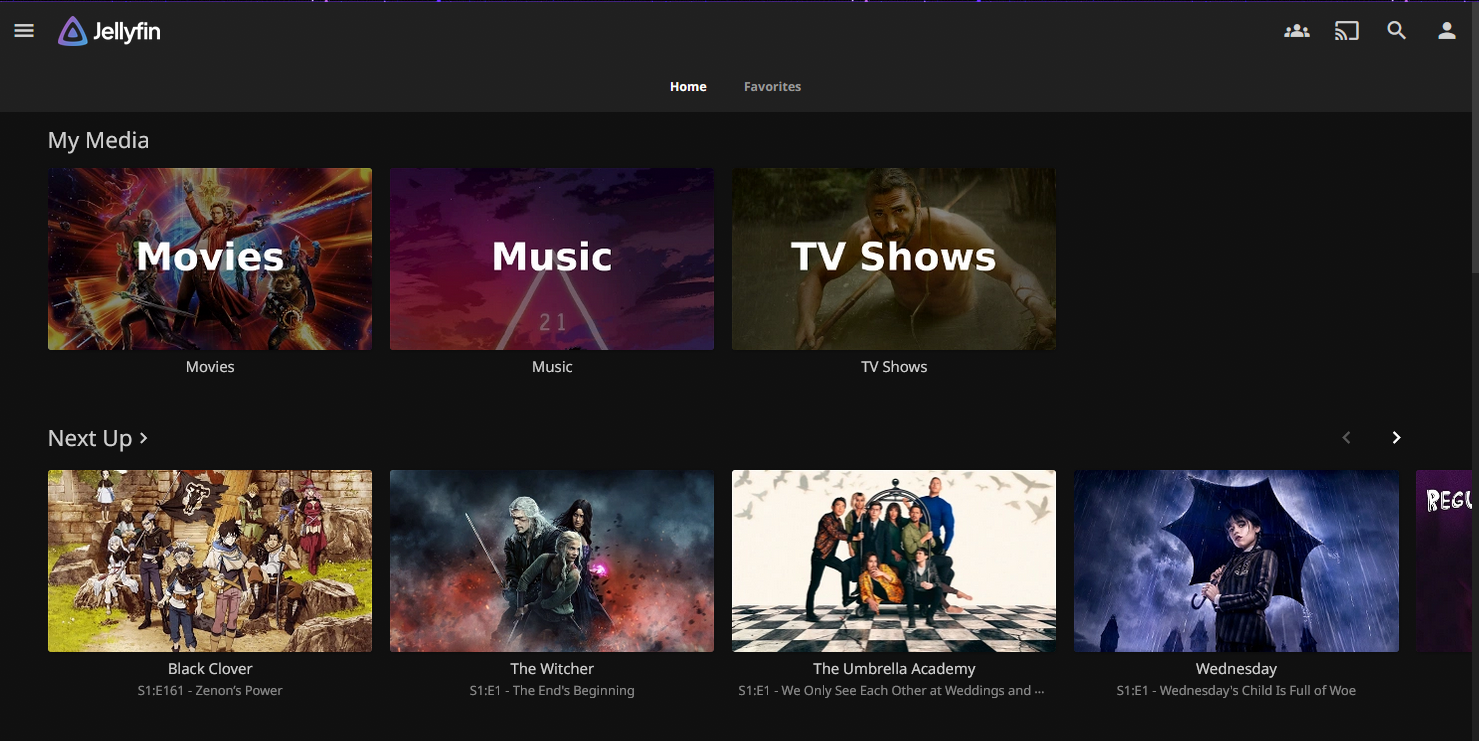 Jellyfin
Home Favorites
My Media
Movies
Music
21
TV Shows
Movies
Music
TV Shows
Next Up
Black Clover
S1:E161 - Zenon's Power
The Witcher
S1:E1 - The End's Beginning
The Umbrella Academy
S1:E1 - We Only See Each Other at Weddings and ...
Wednesday
S1:E1 - Wednesday's Child Is Full of Woe
REGU